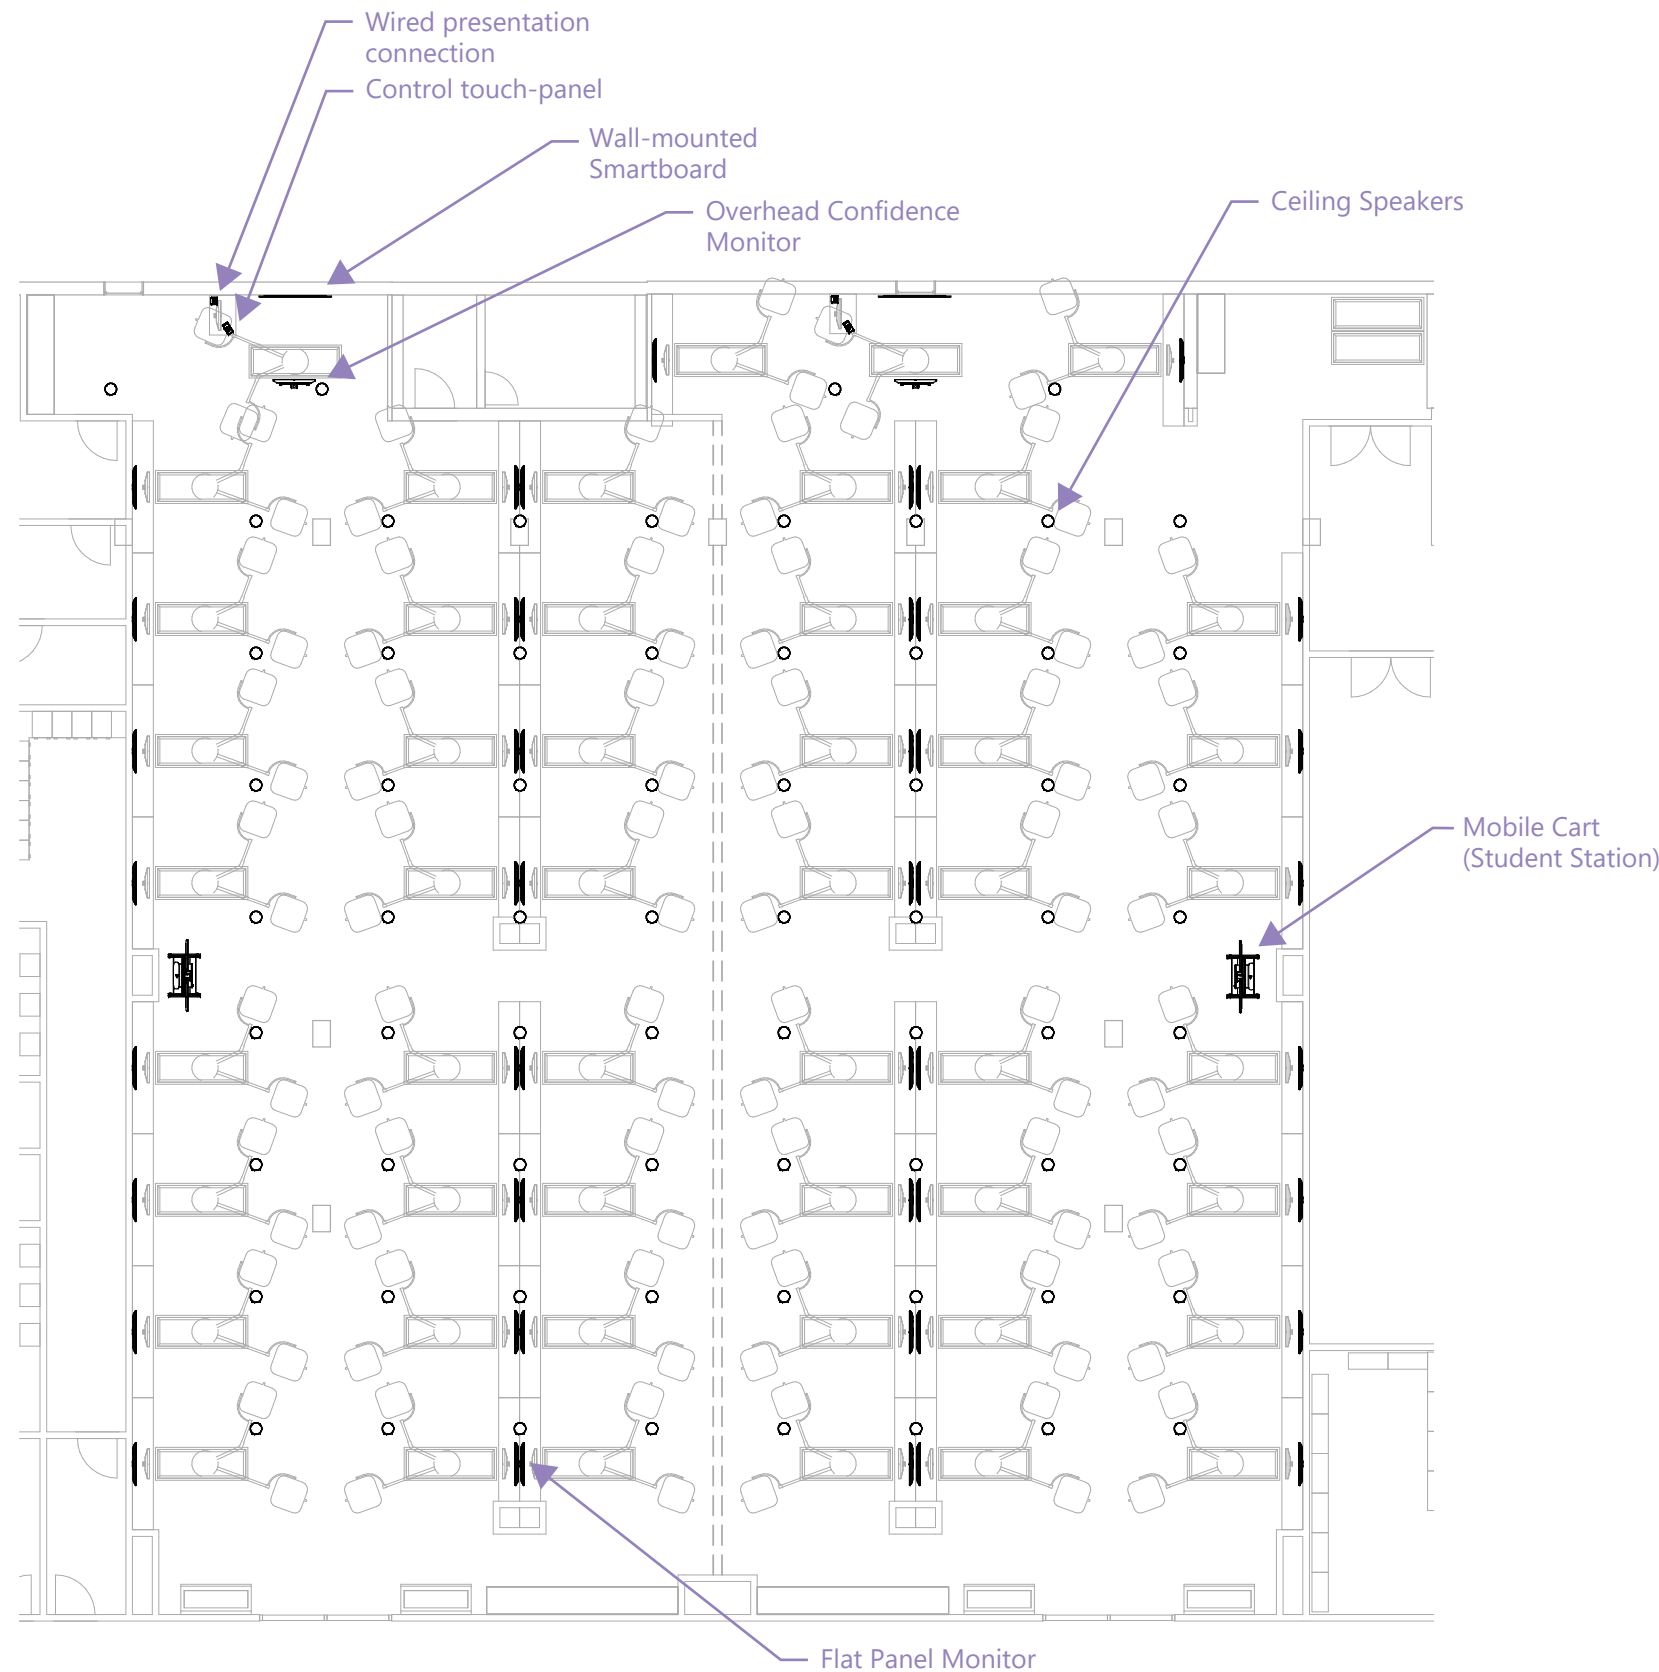 Wired presentation
connection
Control touch-panel
Wall-mounted
Smartboard
Overhead Confidence
Monitor
Ceiling Speakers
Mobile Cart
(Student Station)
Flat Panel Monitor